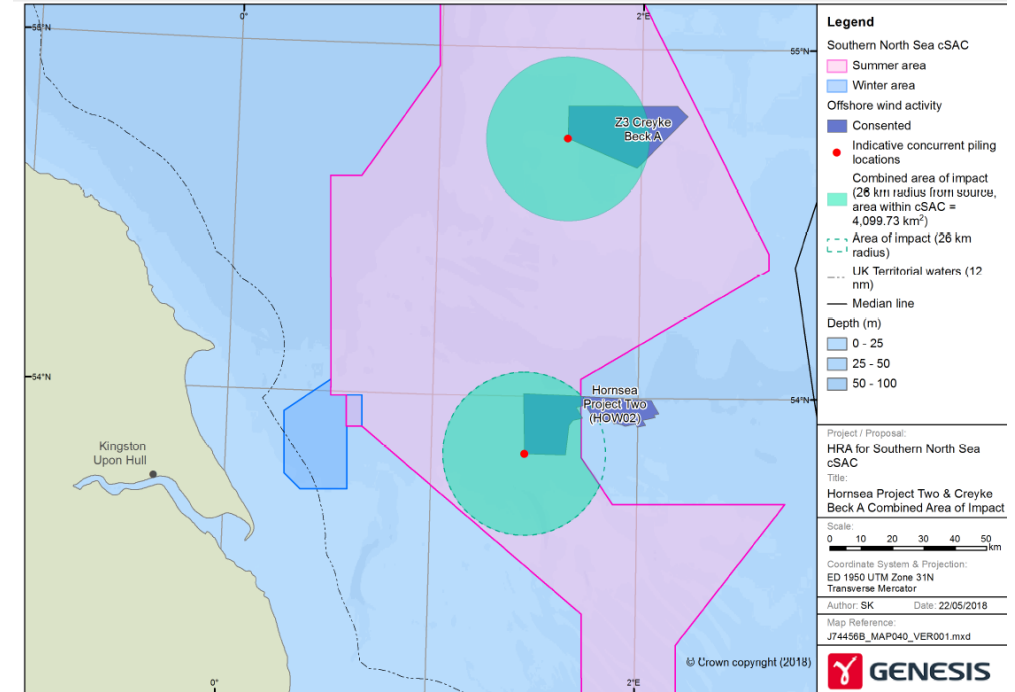 0°
2°E
55°N
55°N
Z3 Creyke
Beck A
54°N
54°N
Hornsea
Project Two
(HOW02)
Kingston
Upon Hull
© Crown copyright (2018)
0°
2°E
Legend
Southern North Sea cSAC
Summer area
Winter area
Offshore wind activity
Consented
Indicative concurrent piling
locations
Combined area of impact
(26 km radius from source,
area within cSAC =
4,099.73 km²)
Area of impact (26 km
radius)
UK Territorial waters (12
nm)
Median line
Depth (m)
0 - 25
25 - 50
50 - 100
Project / Proposal:
HRA for Southern North Sea
cSAC
Title:
Hornsea Project Two & Creyke
Beck A Combined Area of Impact
Scale:
0 10 20 30 40 50
km
Coordinate System & Projection:
ED 1950 UTM Zone 31N
Transverse Mercator
Author: SK Date: 22/05/2018
Map Reference:
J74456B_MAP040_VER001.mxd
GENESIS